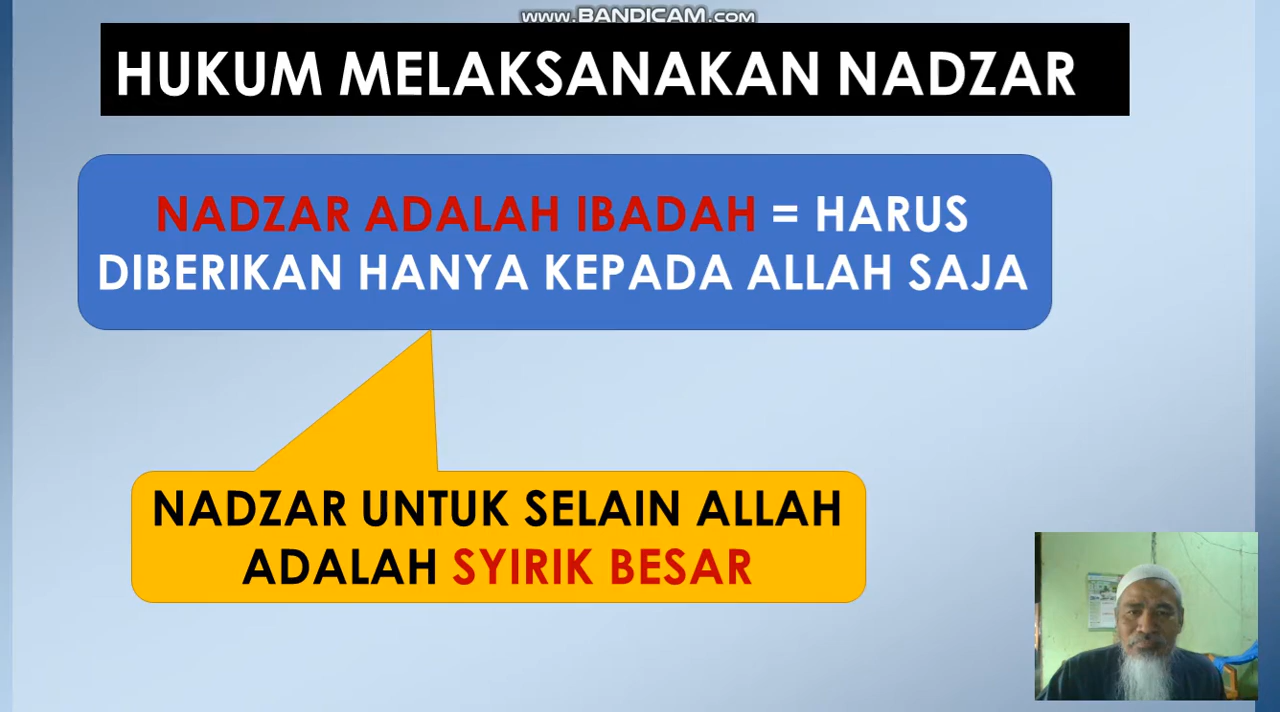 www.BANDICAM.com
HUKUM MELAKSANAKAN NADZAR
NADZAR ADALAH IBADAH = HARUS
DIBERIKAN HANYA KEPADA ALLAH SAJA
NADZAR UNTUK SELAIN ALLAH
ADALAH SYIRIK BESAR